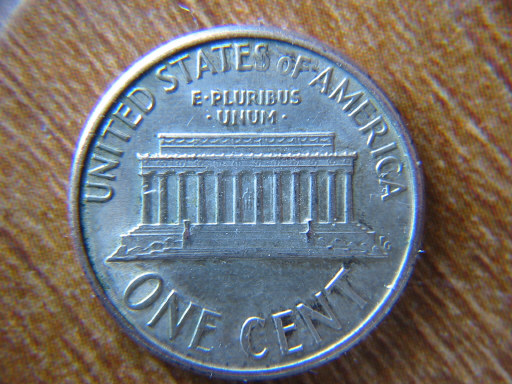 UNITED STATES OF AMERICA
E·PLURIBUS
·UNUM·
ONE CENT